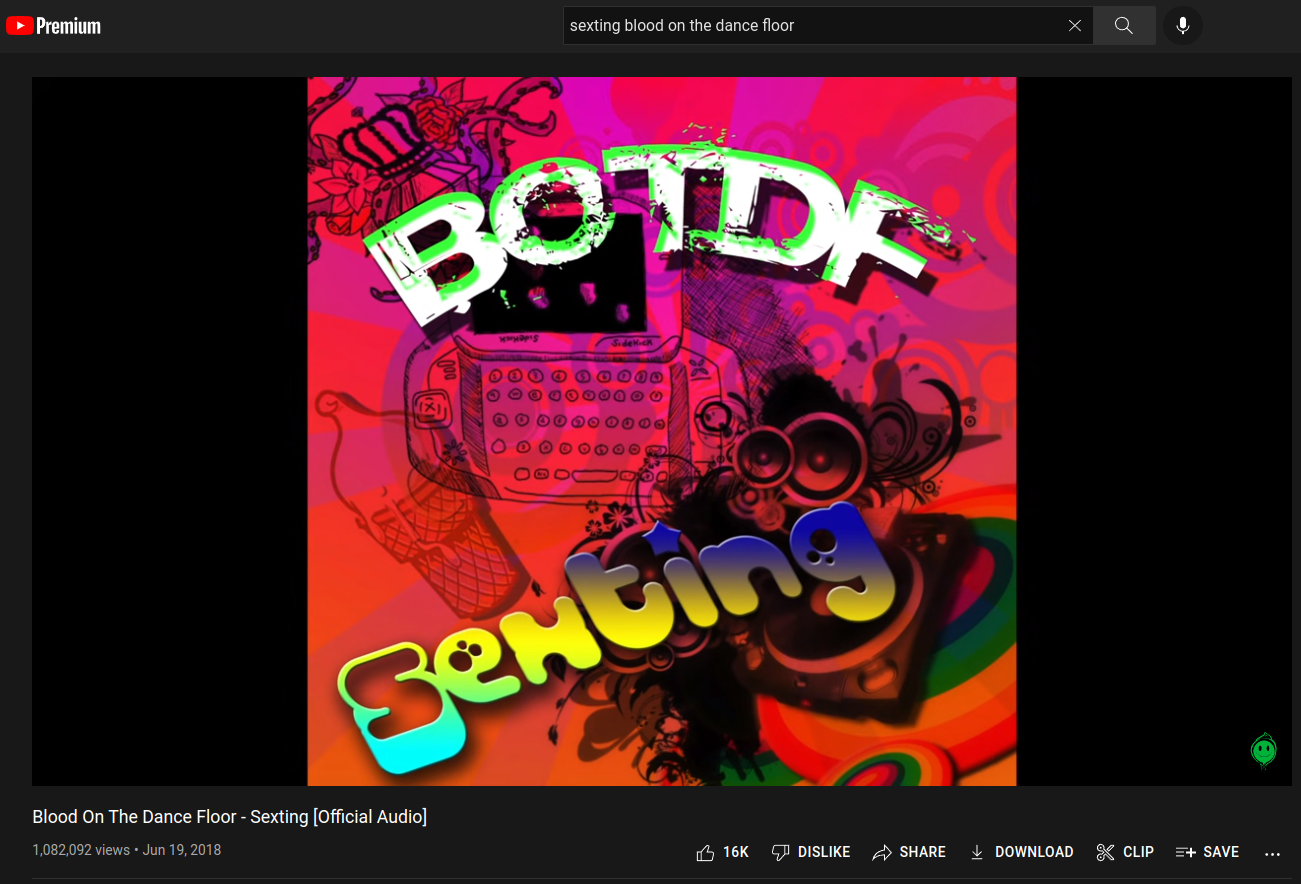 Premium
sexting blood on the dance floor
BOTDF
SideKick
SideKick
Sexting
Blood On The Dance Floor - Sexting [Official Audio]
1,082,092 views • Jun 19, 2018
16K DISLIKE SHARE DOWNLOAD CLIP SAVE